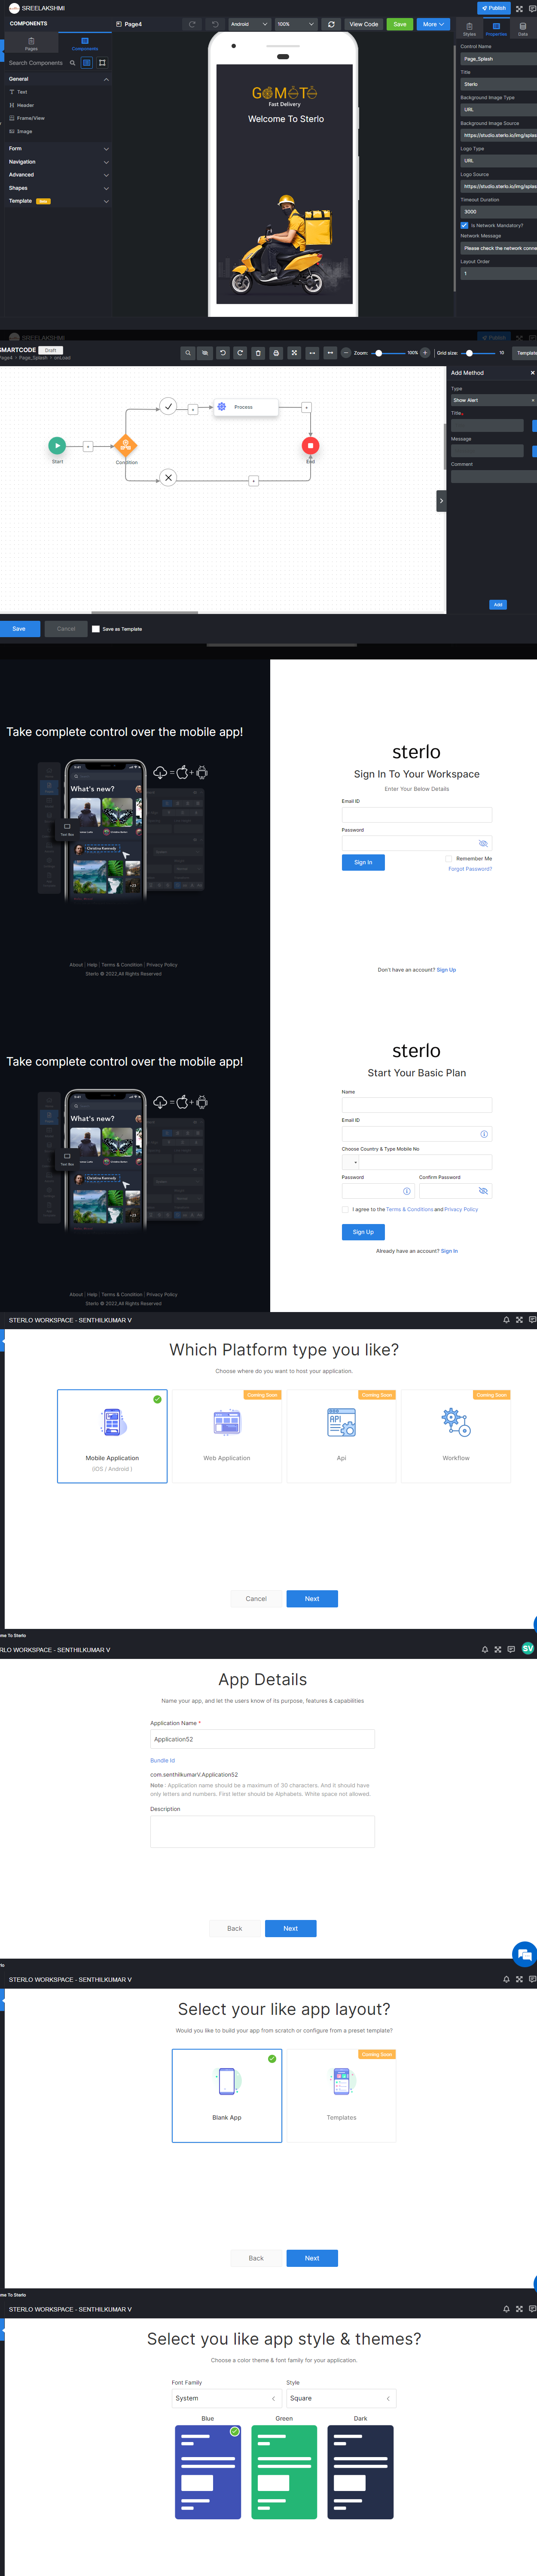 SREELAKSHMI
Publish
COMPONENTS
Page4
Android
100%
View Code
Save
More
Pages
Components
Styles
Properties
Data
Search Components
General
Text
Header
Frame/View
Image
Form
Navigation
Advanced
Shapes
Template
GOMOTO
Fast Delivery
Welcome To Sterlo
Control Name
Page_Splash
Title
Sterlo
Background Image Type
URL
Background Image Source
https://studio.sterlo.io/img/splas
Logo Type
URL
Logo Source
https://studio.sterlo.io/img/splas
Timeout Duration
3000
Is Network Mandatory?
Network Message
Please check the network conne
Layout Order
1
SREELAKSHMI
Publish
SMARTCODE
Draft
Page4 > Page_Splash > onLoad
Zoom:
100%
Grid size:
10
Template
Add Method
Type
Show Alert
Title
Message
Comment
Add
Start
Condition
Process
End
Save
Cancel
Save as Template
Take complete control over the mobile app!
What's new?
Text Box
Christina Kennedy
+23
About | Help | Terms & Condition | Privacy Policy
Sterlo © 2022,All Rights Reserved
sterlo
Sign In To Your Workspace
Enter Your Below Details
Email ID
Password
Sign In
Remember Me
Forgot Password?
Don't have an account? Sign Up
Take complete control over the mobile app!
What's new?
Text Box
Christina Kennedy
+23
About | Help | Terms & Condition | Privacy Policy
Sterlo © 2022,All Rights Reserved
sterlo
Start Your Basic Plan
Name
Email ID
Choose Country & Type Mobile No
Password
Confirm Password
I agree to the Terms & Conditions and Privacy Policy
Sign Up
Already have an account? Sign In
STERLO WORKSPACE - SENTHILKUMAR V
Which Platform type you like?
Choose where do you want to host your application.
Mobile Application
(iOS / Android )
Coming Soon
Web Application
Coming Soon
API
Api
Coming Soon
Workflow
Cancel
Next
me To Sterlo
RLO WORKSPACE - SENTHILKUMAR V
SV
App Details
Name your app, and let the users know of its purpose, features & capabilities
Application Name *
Application52
Bundle Id
com.senthilkumarV.Application52
Note : Application name should be a maximum of 30 characters. And it should have
only letters and numbers. First letter should be Alphabets. White space not allowed.
Description
Back
Next
rlo
STERLO WORKSPACE - SENTHILKUMAR V
Select your like app layout?
Would you like to build your app from scratch or configure from a preset template?
Blank App
Coming Soon
Templates
Back
Next
me To Sterlo
STERLO WORKSPACE - SENTHILKUMAR V
Select you like app style & themes?
Choose a color theme & font family for your application.
Font Family
Style
System
Square
Blue
Green
Dark